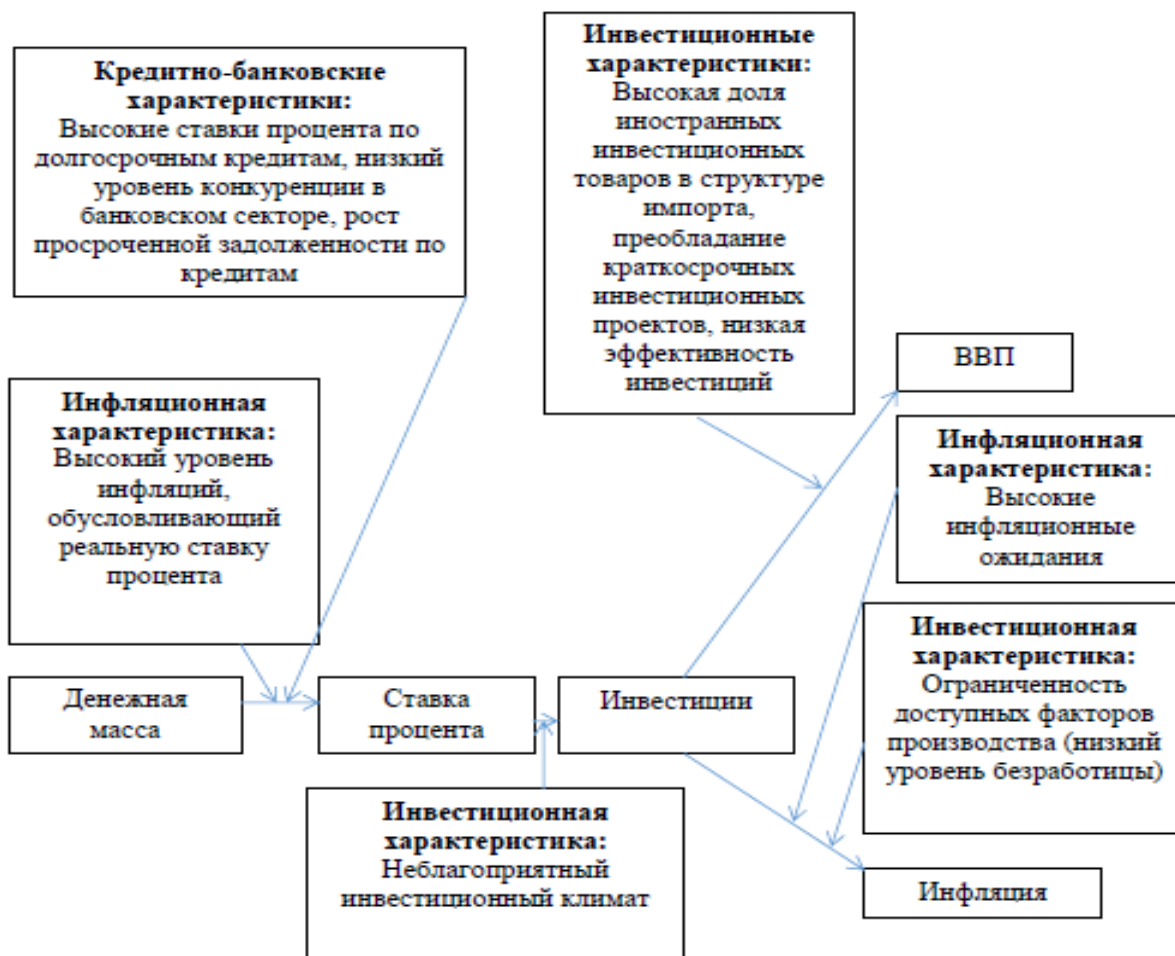 Кредитно-банковские
характеристики:
Высокие ставки процента по
долгосрочным кредитам, низкий
уровень конкуренции в
банковском секторе, рост
просроченной задолженности по
кредитам
Инвестиционные
характеристики:
Высокая доля
иностранных
инвестиционных
товаров в структуре
импорта,
преобладание
краткосрочных
инвестиционных
проектов, низкая
эффективность
инвестиций
ВВП
Инфляционная
характеристика:
Высокий уровень
инфляций,
обусловливающий
реальную ставку
процента
Инфляционная
характеристика:
Высокие
инфляционные
ожидания
Инвестиционная
характеристика:
Ограниченность
доступных факторов
производства (низкий
уровень безработицы)
Денежная
масса
Ставка
процента
Инвестиции
Инвестиционная
характеристика:
Неблагоприятный
инвестиционный климат
Инфляция